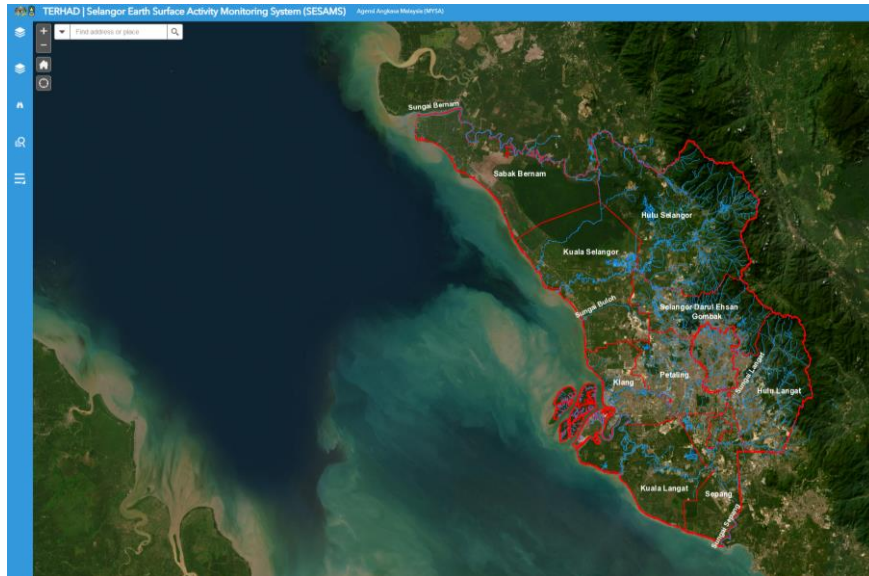 TERHAD | Selangor Earth Surface Activity Monitoring System (SESAMS) Agensi Angkasa Malaysia (MYSA)
+
Find address or place
−
Sungai Bernam
Sabak Bernam
Hulu Selangor
Kuala Selangor
Sungai Buloh
Selangor Darul Ehsan
Gombak
Klang
Petaling
Sungai Langat
Hulu Langat
Kuala Langat
Sepang
Sungai Sepang